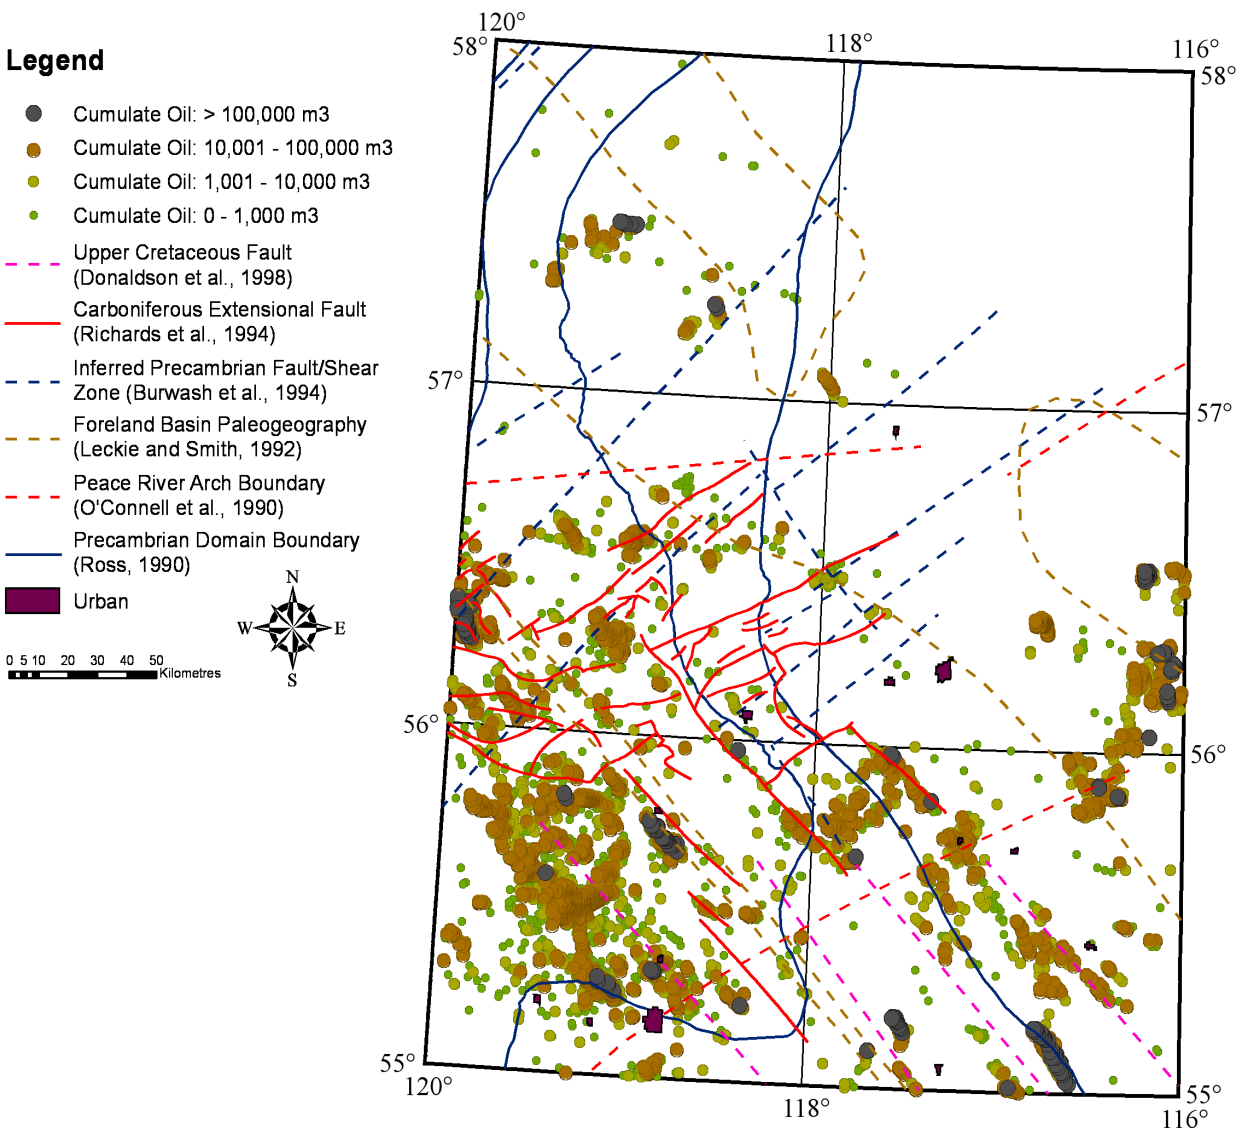 Legend
Cumulate Oil: > 100,000 m3
Cumulate Oil: 10,001 - 100,000 m3
Cumulate Oil: 1,001 - 10,000 m3
Cumulate Oil: 0 - 1,000 m3
Upper Cretaceous Fault
(Donaldson et al., 1998)
Carboniferous Extensional Fault
(Richards et al., 1994)
Inferred Precambrian Fault/Shear
Zone (Burwash et al., 1994)
Foreland Basin Paleogeography
(Leckie and Smith, 1992)
Peace River Arch Boundary
(O'Connell et al., 1990)
Precambrian Domain Boundary
(Ross, 1990)
Urban
N
W E
S
0 5 10 20 30 40 50
Kilometres
120°
118°
116°
58°
58°
57°
57°
56°
56°
55°
55°
120°
118°
116°